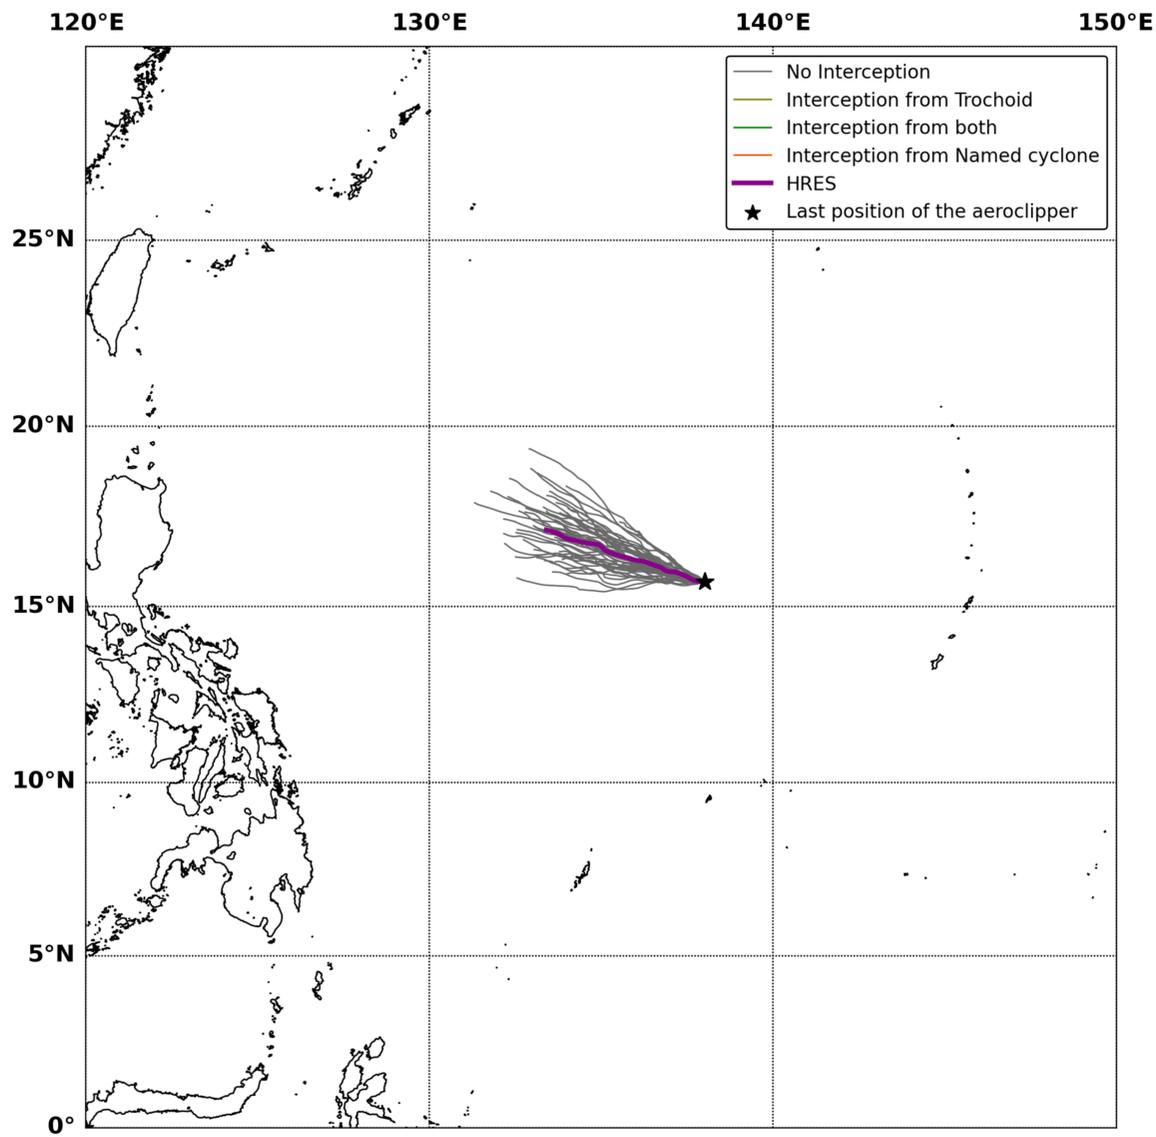 120°E 130°E 140°E 150°E
No Interception
Interception from Trochoid
Interception from both
Interception from Named cyclone
HRES
Last position of the aeroclipper
25°N
20°N
15°N
10°N
5°N
0°